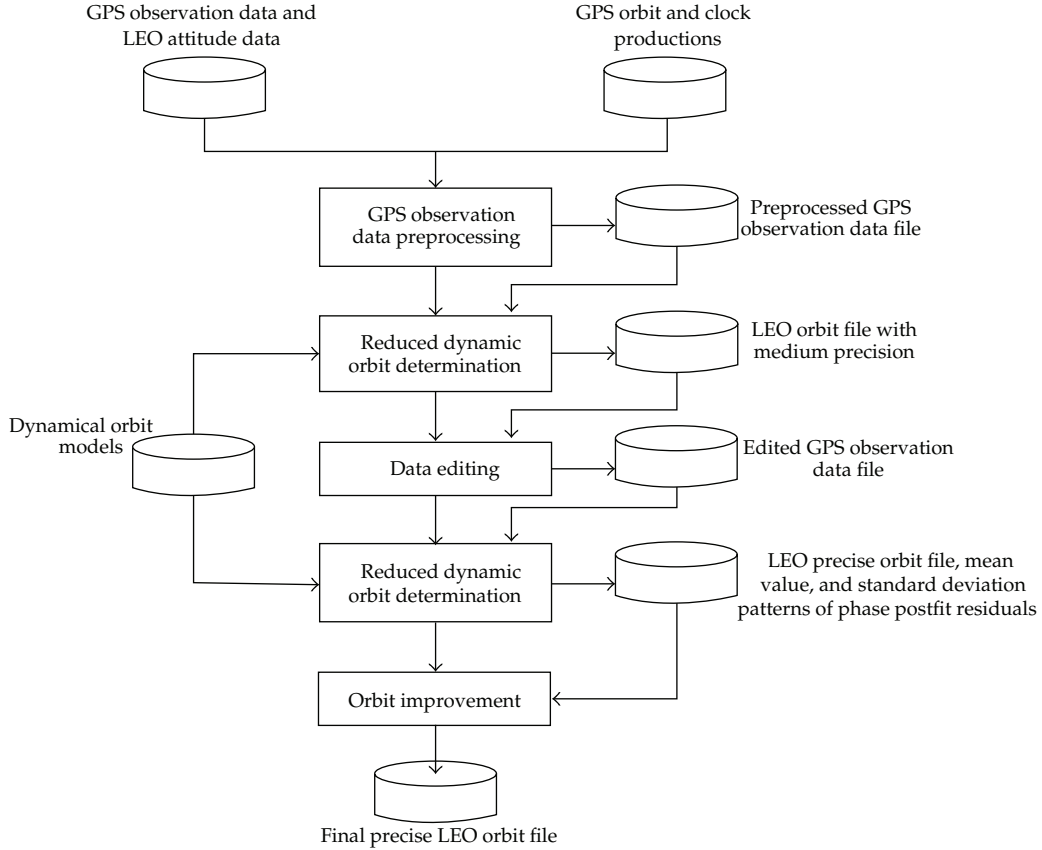 GPS observation data and
LEO attitude data
GPS orbit and clock
productions
GPS observation
data preprocessing
Preprocessed GPS
observation data file
Reduced dynamic
orbit determination
LEO orbit file with
medium precision
Dynamical orbit
models
Data editing
Edited GPS observation
data file
Reduced dynamic
orbit determination
LEO precise orbit file, mean
value, and standard deviation
patterns of phase postfit residuals
Orbit improvement
Final precise LEO orbit file